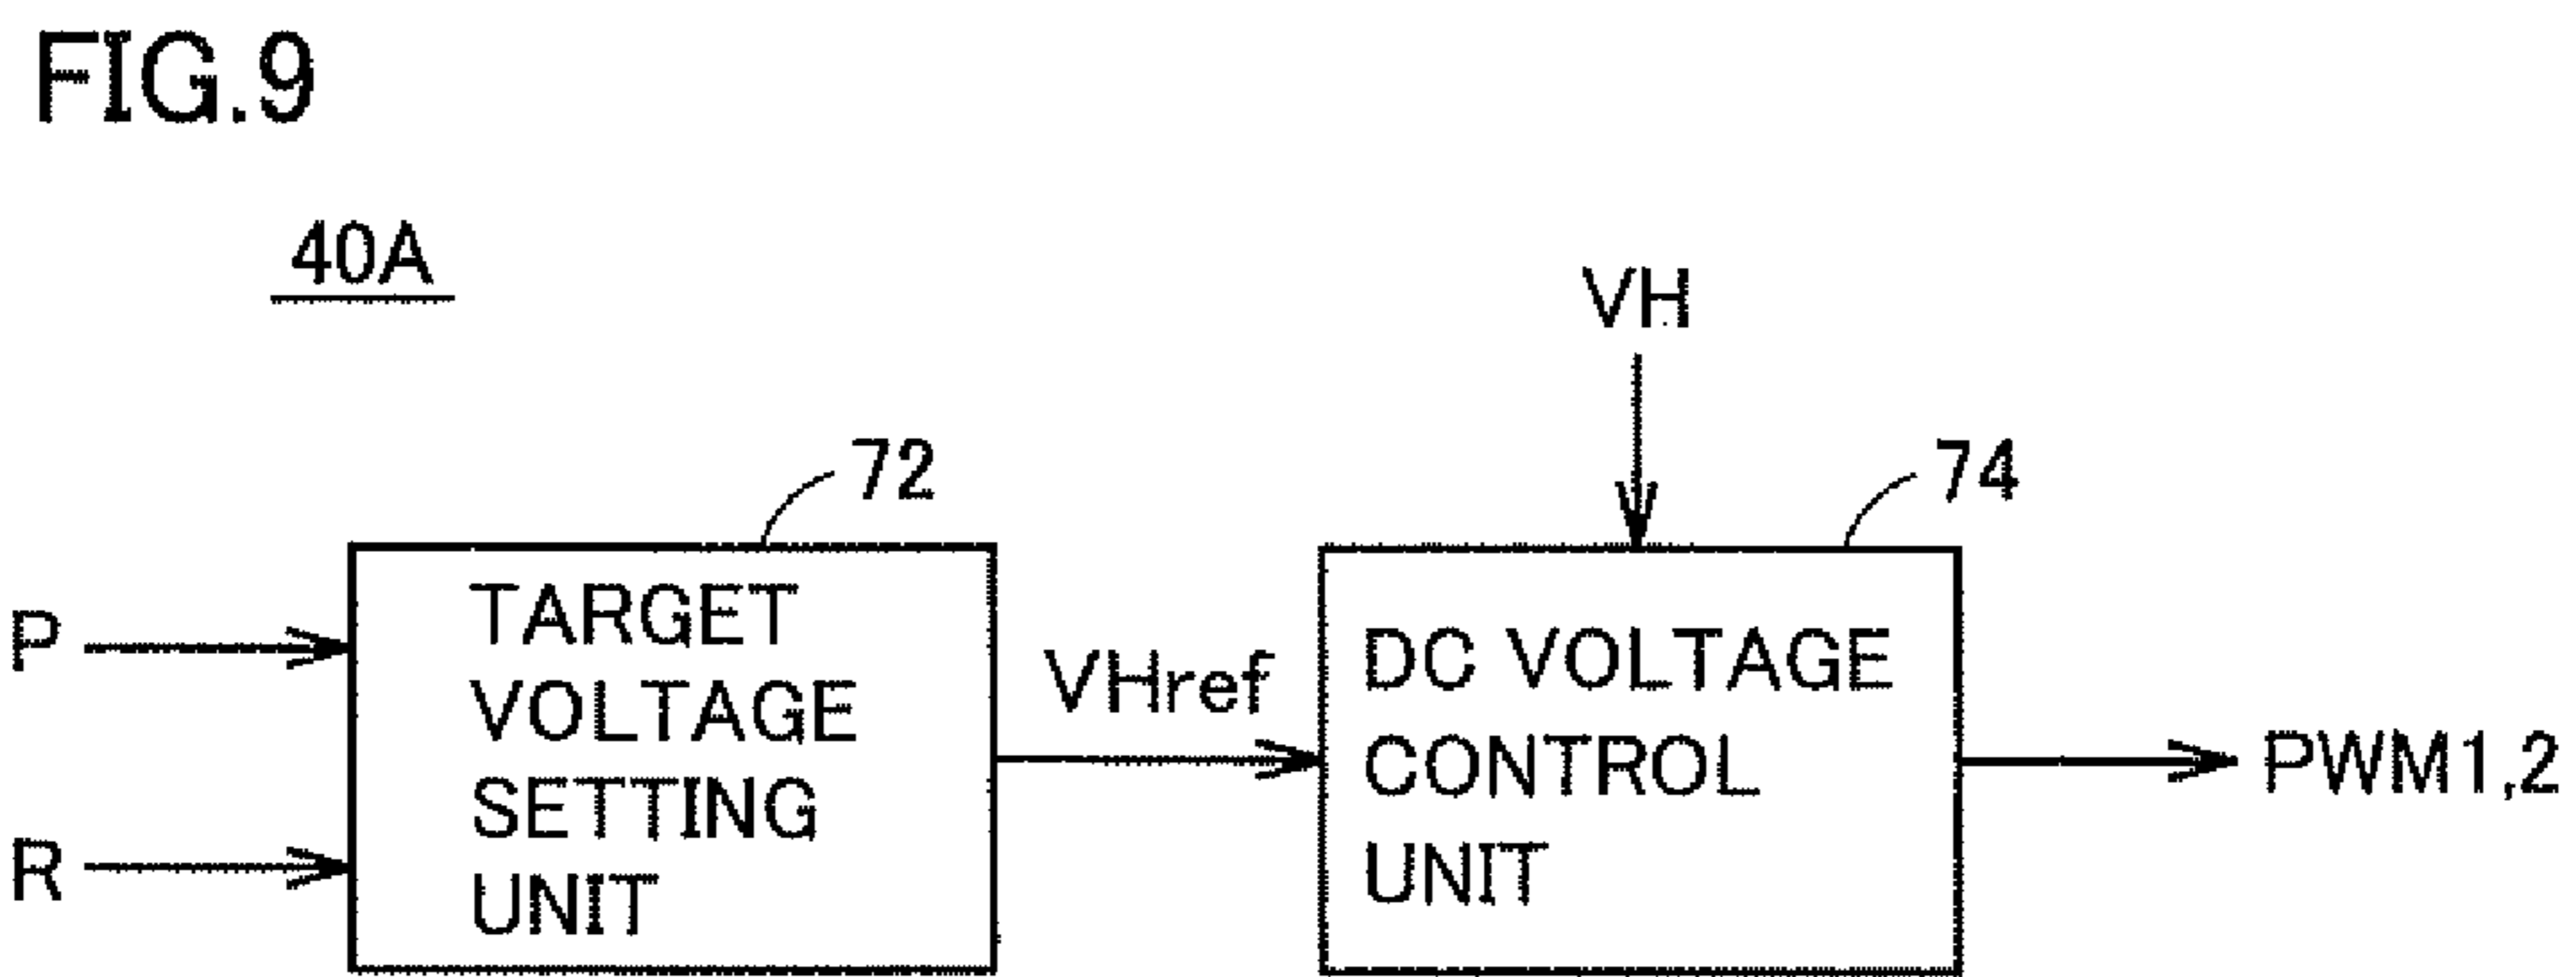 FIG.9
40A
VH
72
74
P
R
TARGET
VOLTAGE
SETTING
UNIT
VHref
DC VOLTAGE
CONTROL
UNIT
PWM1,2